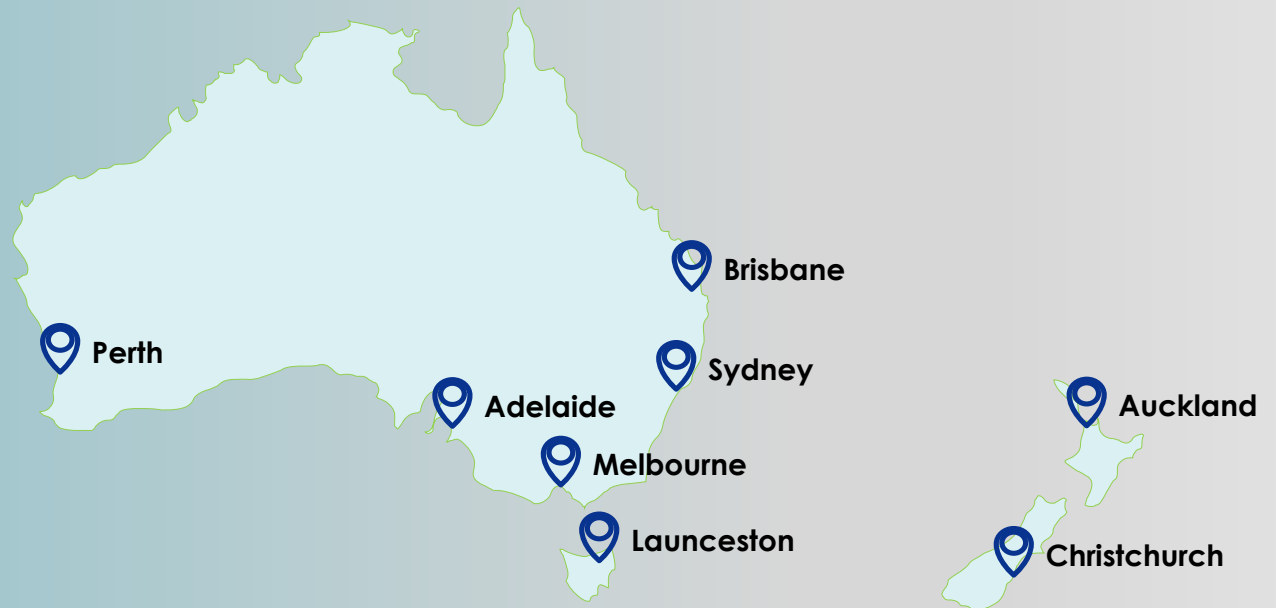 Brisbane
Perth
Sydney
Adelaide
Auckland
Melbourne
Launceston
Christchurch